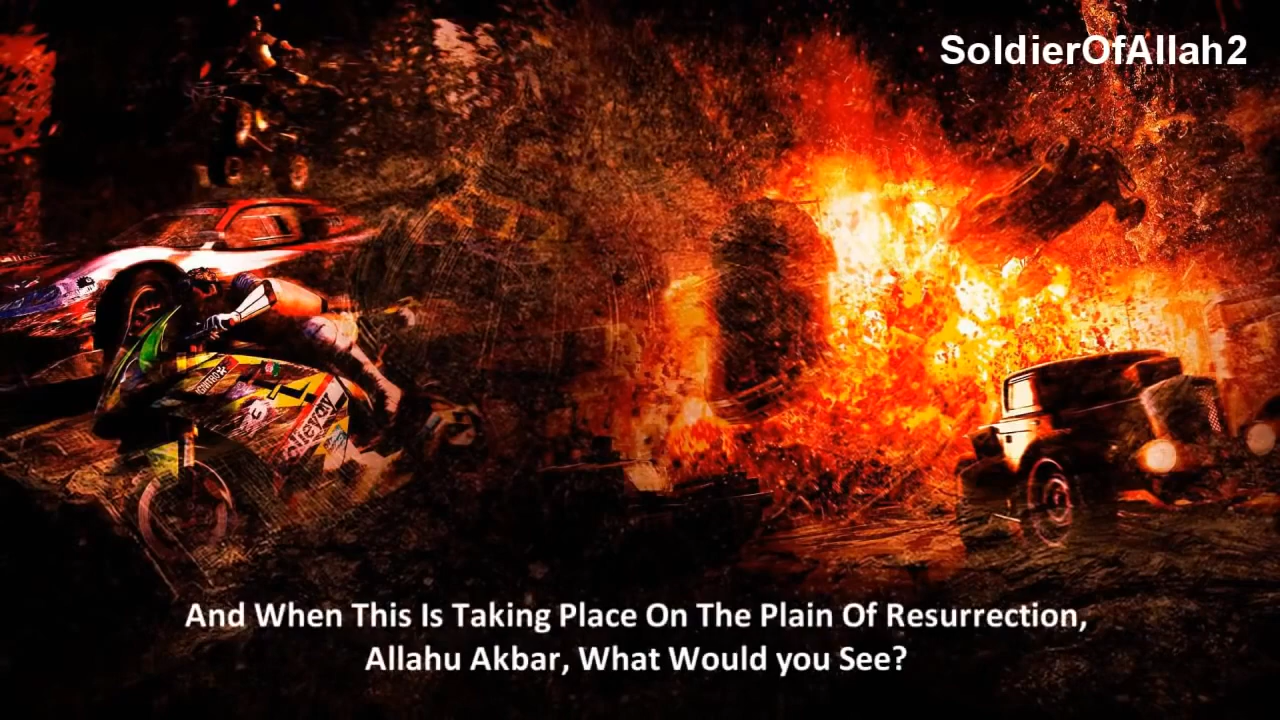 SoldierOfAllah2
And When This Is Taking Place On The Plain Of Resurrection,
Allahu Akbar, What Would you See?